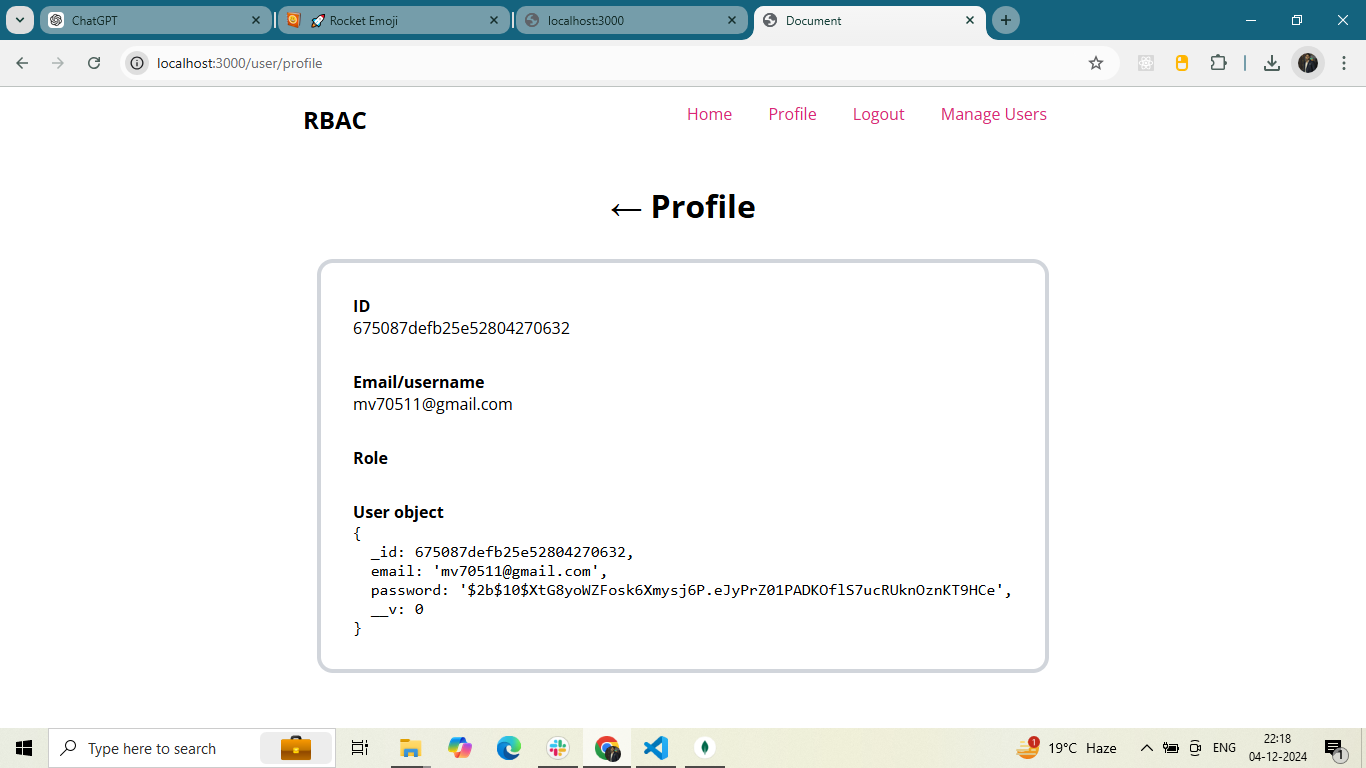 ChatGPT
🚀 Rocket Emoji
localhost:3000
Document
localhost:3000/user/profile
RBAC
Home Profile Logout Manage Users
← Profile
ID
675087defb25e52804270632
Email/username
mv70511@gmail.com
Role
User object
{
_id: 675087defb25e52804270632,
email: 'mv70511@gmail.com',
password: '$2b$10$XtG8yoWZFosk6Xmysj6P.eJyPrZ01PADKOflS7ucRUknOznKT9HCe',
__v: 0
}
Type here to search
1
19°C Haze
ENG
22:18
04-12-2024
1